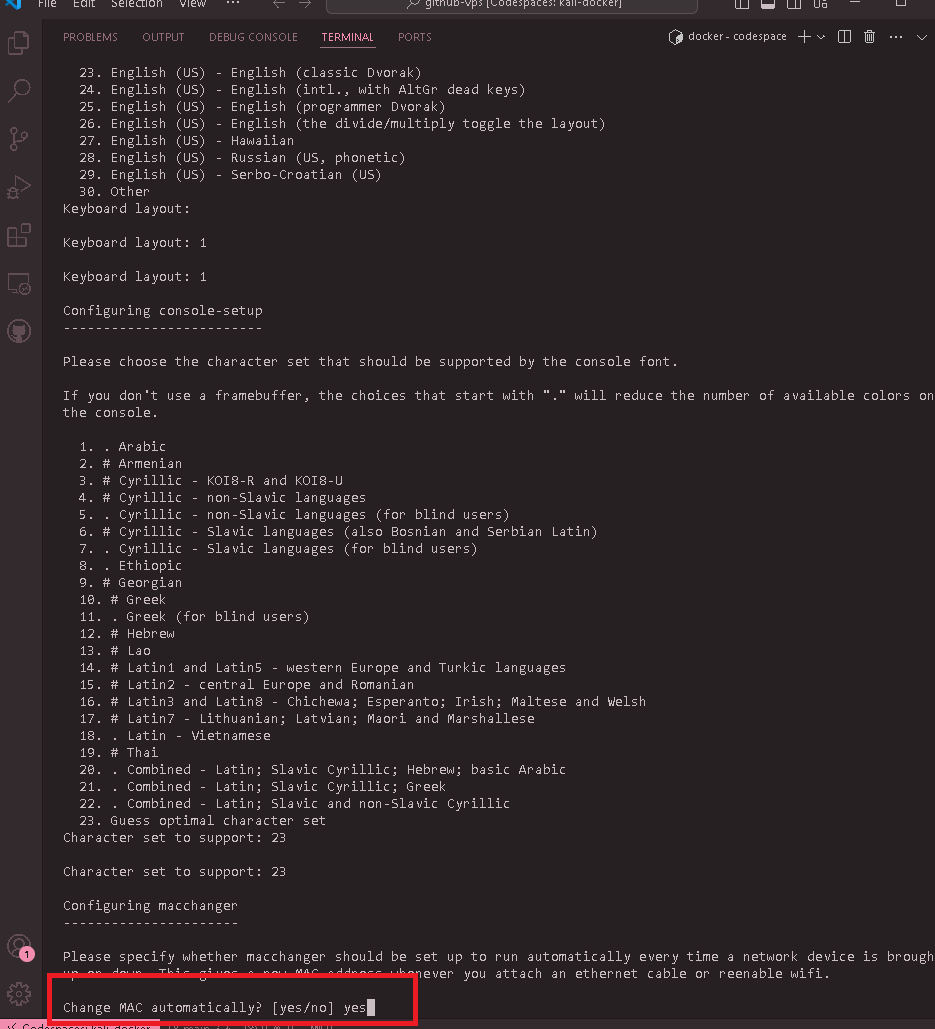 File Edit Selection View ··· github-vps [Codespaces: kali-docker]
PROBLEMS OUTPUT DEBUG CONSOLE TERMINAL PORTS docker - codespace
23. English (US) - English (classic Dvorak)
24. English (US) - English (intl., with AltGr dead keys)
25. English (US) - English (programmer Dvorak)
26. English (US) - English (the divide/multiply toggle the layout)
27. English (US) - Hawaiian
28. English (US) - Russian (US, phonetic)
29. English (US) - Serbo-Croatian (US)
30. Other
Keyboard layout:
Keyboard layout: 1
Keyboard layout: 1
Configuring console-setup
-------------------------
Please choose the character set that should be supported by the console font.
If you don't use a framebuffer, the choices that start with "." will reduce the number of available colors on
the console.
1. . Arabic
2. # Armenian
3. # Cyrillic - KOI8-R and KOI8-U
4. # Cyrillic - non-Slavic languages
5. . Cyrillic - non-Slavic languages (for blind users)
6. # Cyrillic - Slavic languages (also Bosnian and Serbian Latin)
7. . Cyrillic - Slavic languages (for blind users)
8. . Ethiopic
9. # Georgian
10. # Greek
11. . Greek (for blind users)
12. # Hebrew
13. # Lao
14. # Latin1 and Latin5 - western Europe and Turkic languages
15. # Latin2 - central Europe and Romanian
16. # Latin3 and Latin8 - Chichewa; Esperanto; Irish; Maltese and Welsh
17. # Latin7 - Lithuanian; Latvian; Maori and Marshallese
18. . Latin - Vietnamese
19. # Thai
20. . Combined - Latin; Slavic Cyrillic; Hebrew; basic Arabic
21. . Combined - Latin; Slavic Cyrillic; Greek
22. . Combined - Latin; Slavic and non-Slavic Cyrillic
23. Guess optimal character set
Character set to support: 23
Character set to support: 23
Configuring macchanger
----------------------
Please specify whether macchanger should be set up to run automatically every time a network device is brough
up or down. This gives a new MAC address whenever you attach an ethernet cable or reenable wifi.
1
Change MAC automatically? [yes/no] yes
Codespaces: kali-docker main